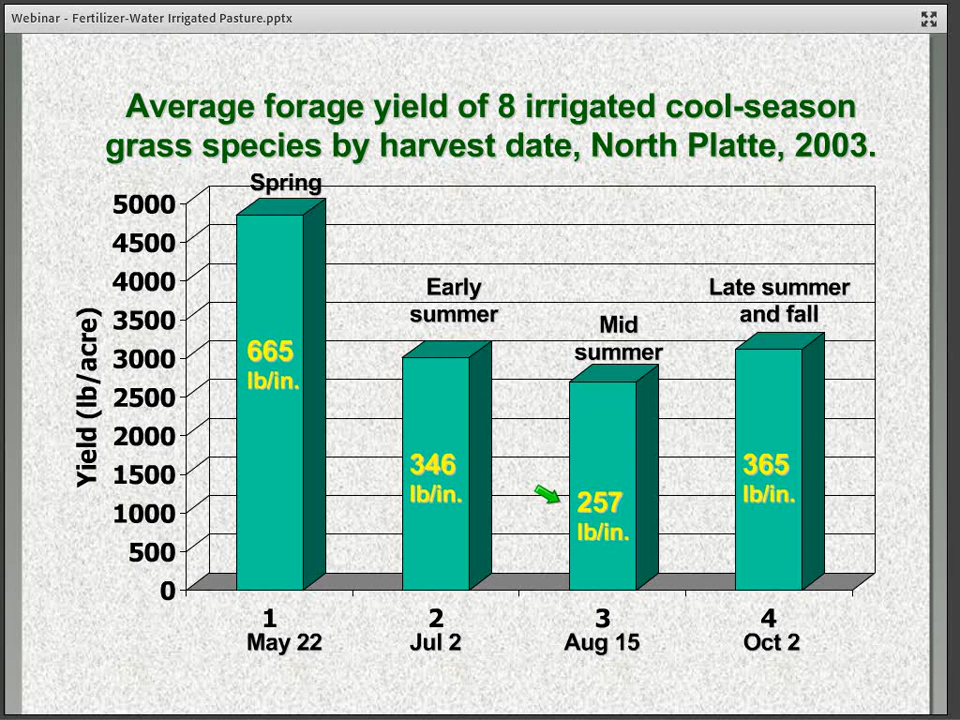 Webinar - Fertilizer-Water Irrigated Pasture.pptx
Average forage yield of 8 irrigated cool-season
grass species by harvest date, North Platte, 2003.
Spring
5000
4500
4000
3500
3000
2500
2000
1500
1000
500
0
Yield (lb/acre)
Early
summer
Mid
summer
Late summer
and fall
665
lb/in.
346
lb/in.
257
lb/in.
365
lb/in.
1
2
3
4
May 22
Jul 2
Aug 15
Oct 2